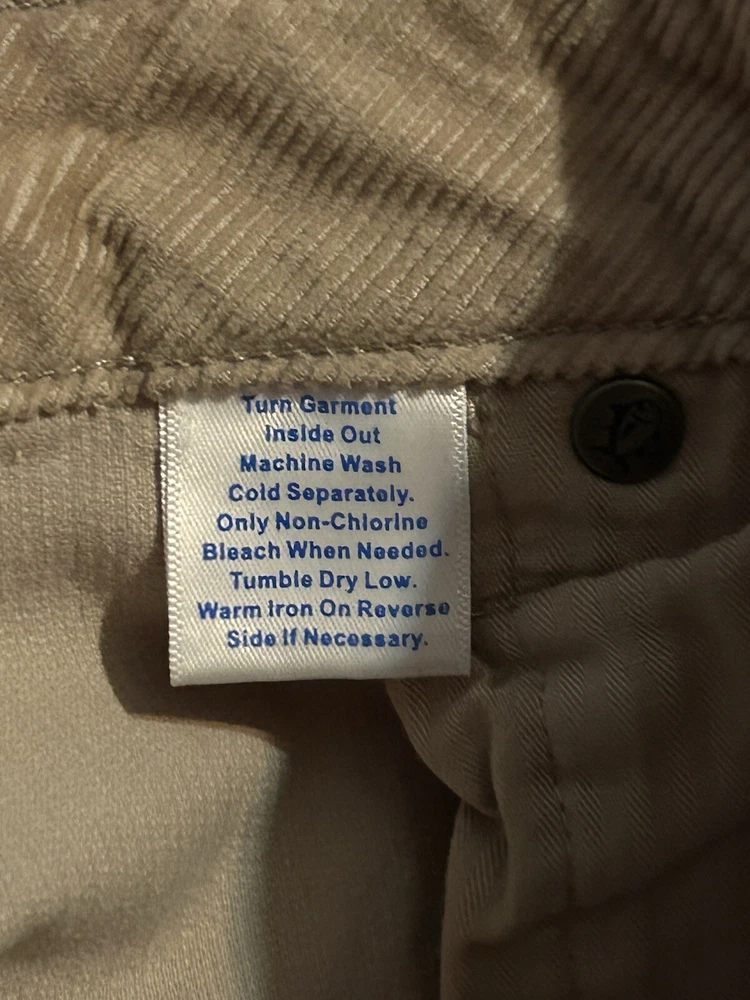 Turn Garment
Inside Out
Machine Wash
Cold Separately.
Only Non-Chlorine
Bleach When Needed.
Tumble Dry Low.
Warm Iron On Reverse
Side If Necessary.